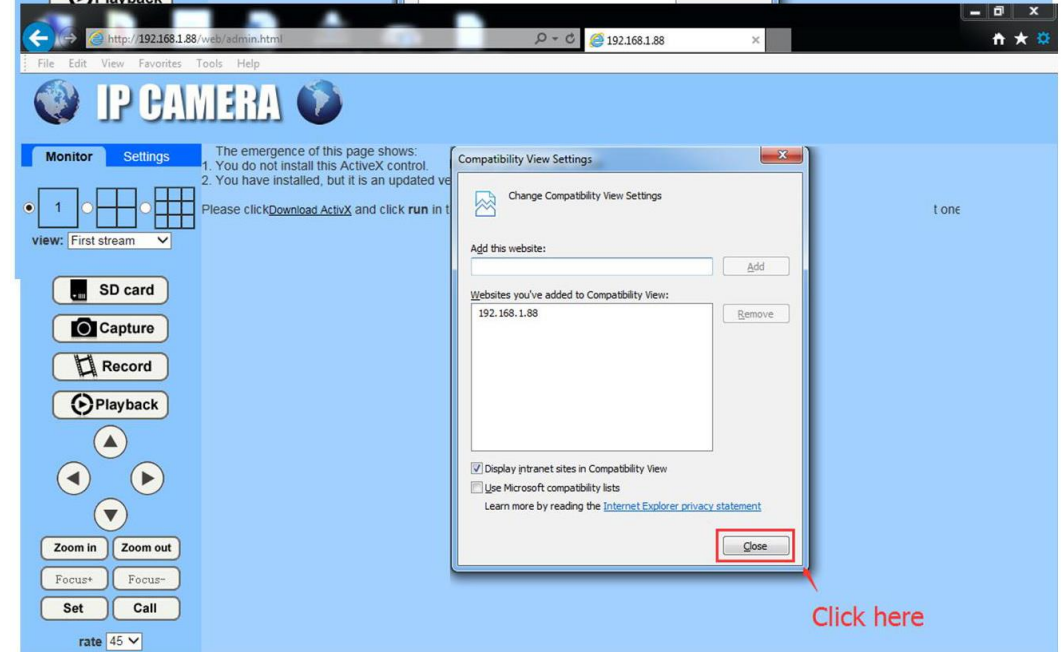 Playback
http://192.168.1.88/web/admin.html
192.168.1.88
File Edit View Favorites Tools Help
IP CAMERA
Monitor Settings
The emergence of this page shows:
1. You do not install this ActiveX control.
2. You have installed, but it is an updated ve
Please clickDownload ActivX and click run in t
t one
1
view: First stream
SD card
Capture
Record
Playback
Zoom in Zoom out
Focus+ Focus-
Set Call
rate 45
Compatibility View Settings
Change Compatibility View Settings
Add this website:
Add
Websites you've added to Compatibility View:
192.168.1.88
Remove
Display intranet sites in Compatibility View
Use Microsoft compatibility lists
Learn more by reading the Internet Explorer privacy statement
Close
Click here